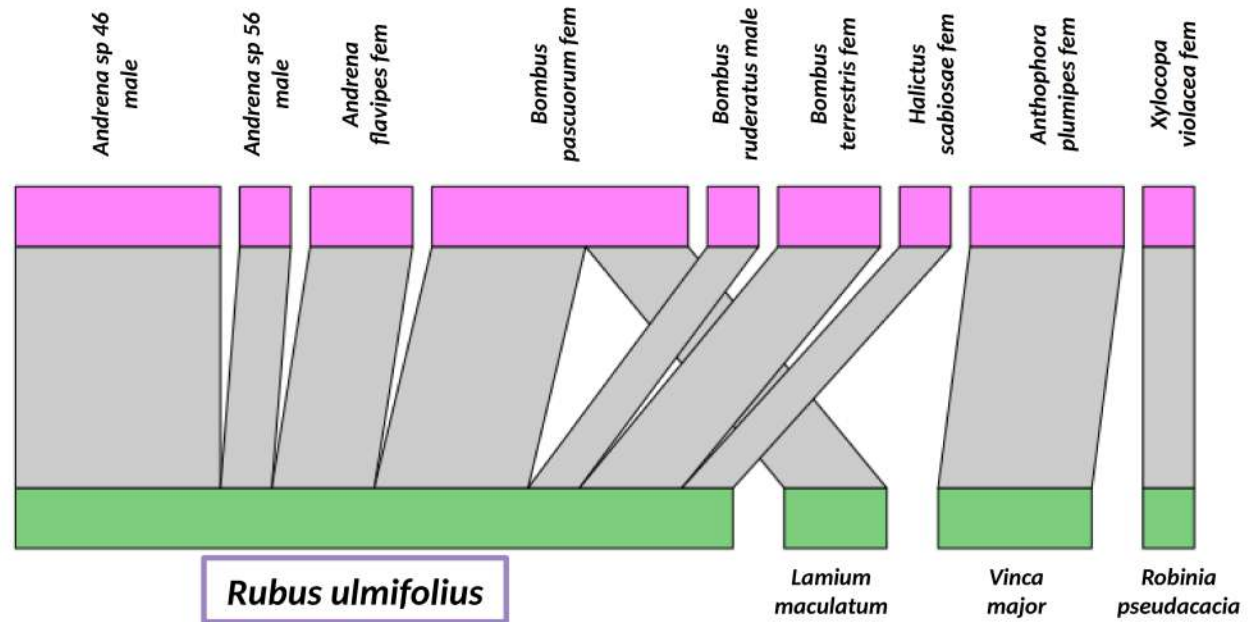 Andrena sp 46
male
Andrena sp 56
male
Andrena
flavipes fem
Bombus
pascuorum fem
Bombus
ruderatus male
Bombus
terrestris fem
Halictus
scabiosae fem
Anthophora
plumipes fem
Xylocopa
violacea fem
Rubus ulmifolius
Lamium
maculatum
Vinca
major
Robinia
pseudacacia